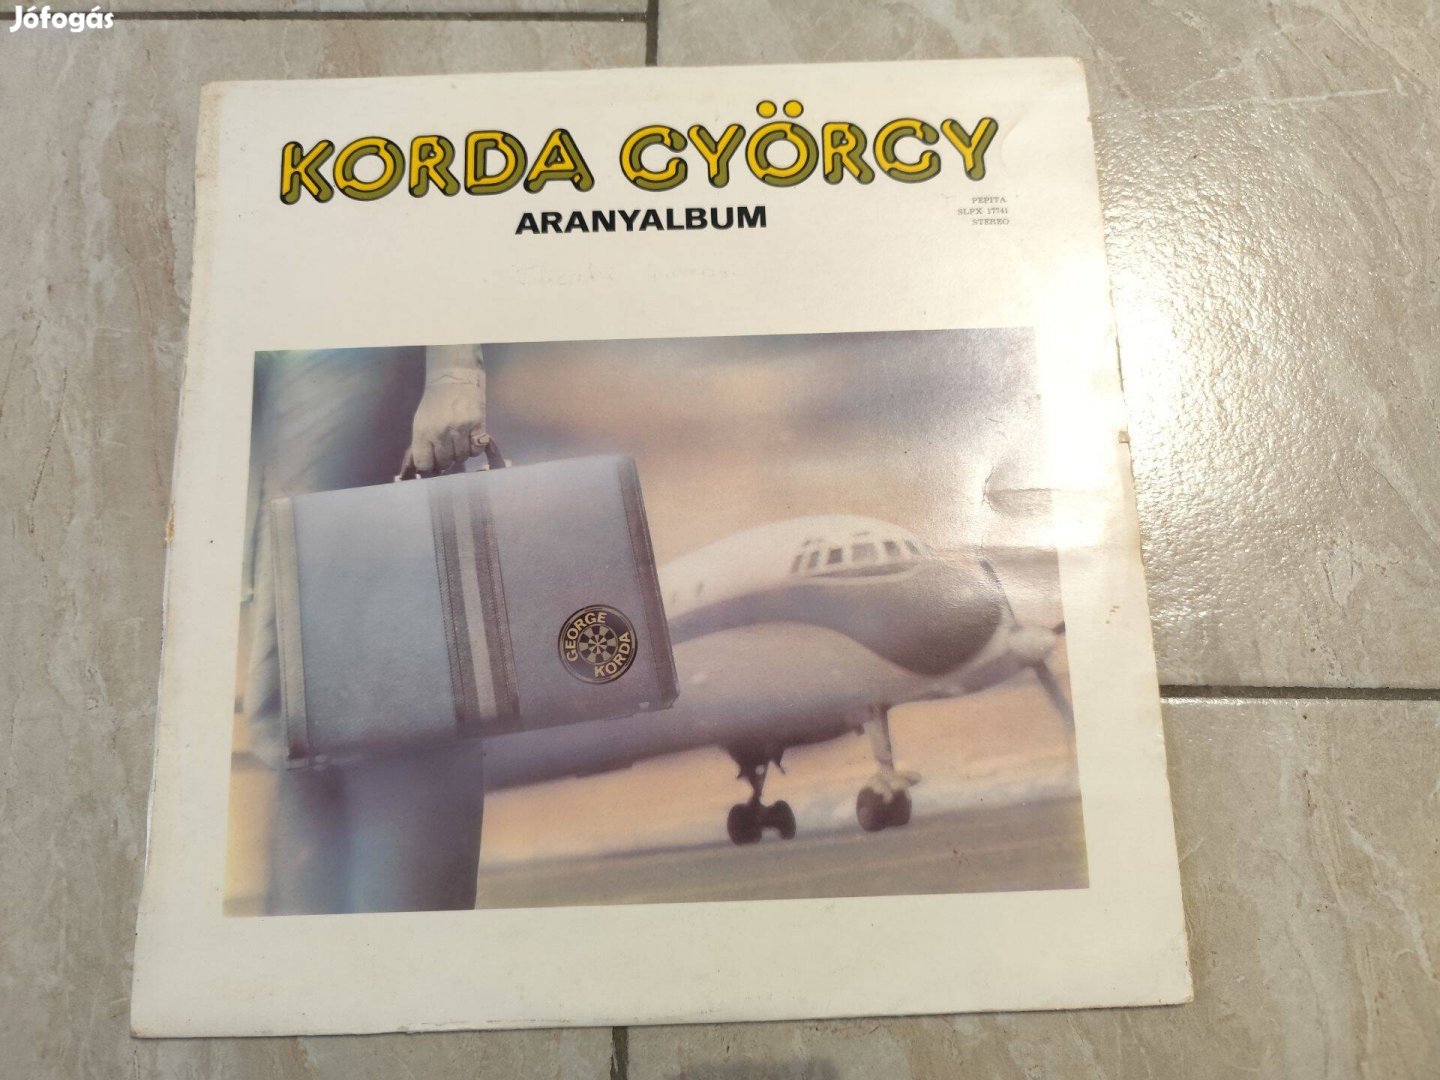 Jófogás
KORDA GYÖRGY
ARANYALBUM
PEPITA
SLPX 17741
STEREO
GEORGE
KORDA